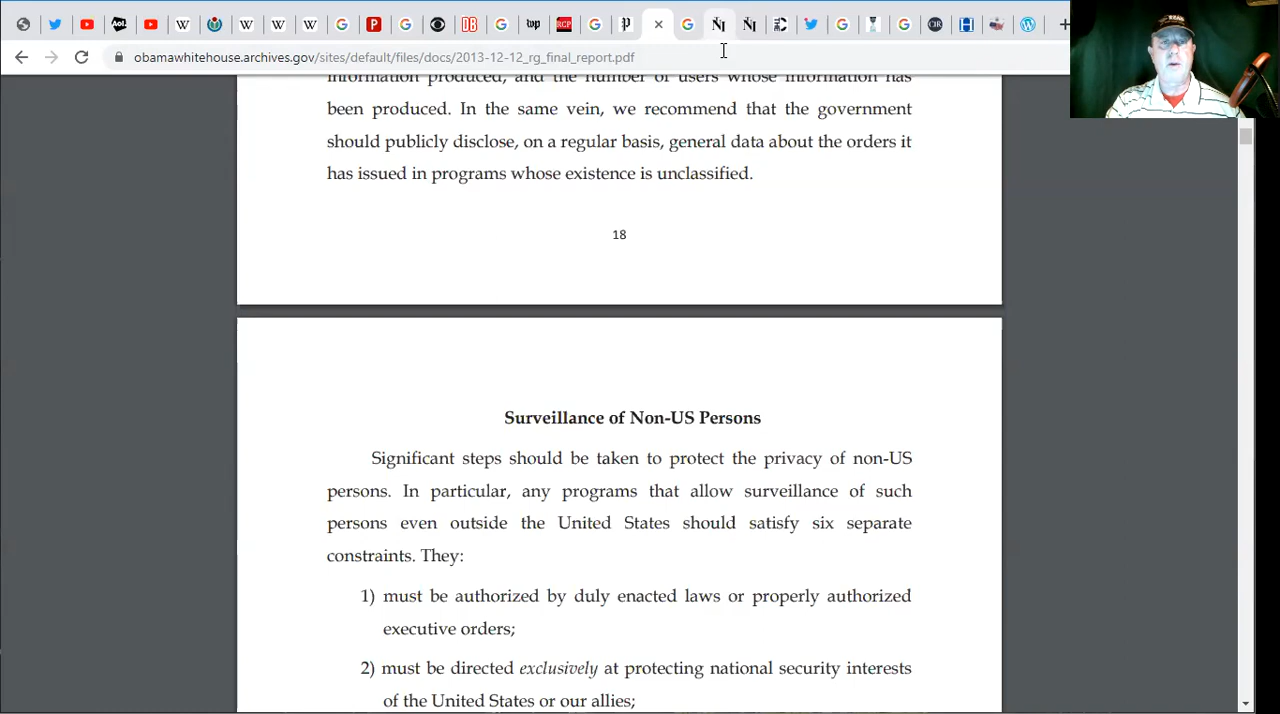 obamawhitehouse.archives.gov/sites/default/files/docs/2013-12-12_rg_final_report.pdf
information produced, and the number of users whose information has
been produced. In the same vein, we recommend that the government
should publicly disclose, on a regular basis, general data about the orders it
has issued in programs whose existence is unclassified.
18
Surveillance of Non-US Persons
Significant steps should be taken to protect the privacy of non-US
persons. In particular, any programs that allow surveillance of such
persons even outside the United States should satisfy six separate
constraints. They:
1) must be authorized by duly enacted laws or properly authorized
executive orders;
2) must be directed exclusively at protecting national security interests
of the United States or our allies;